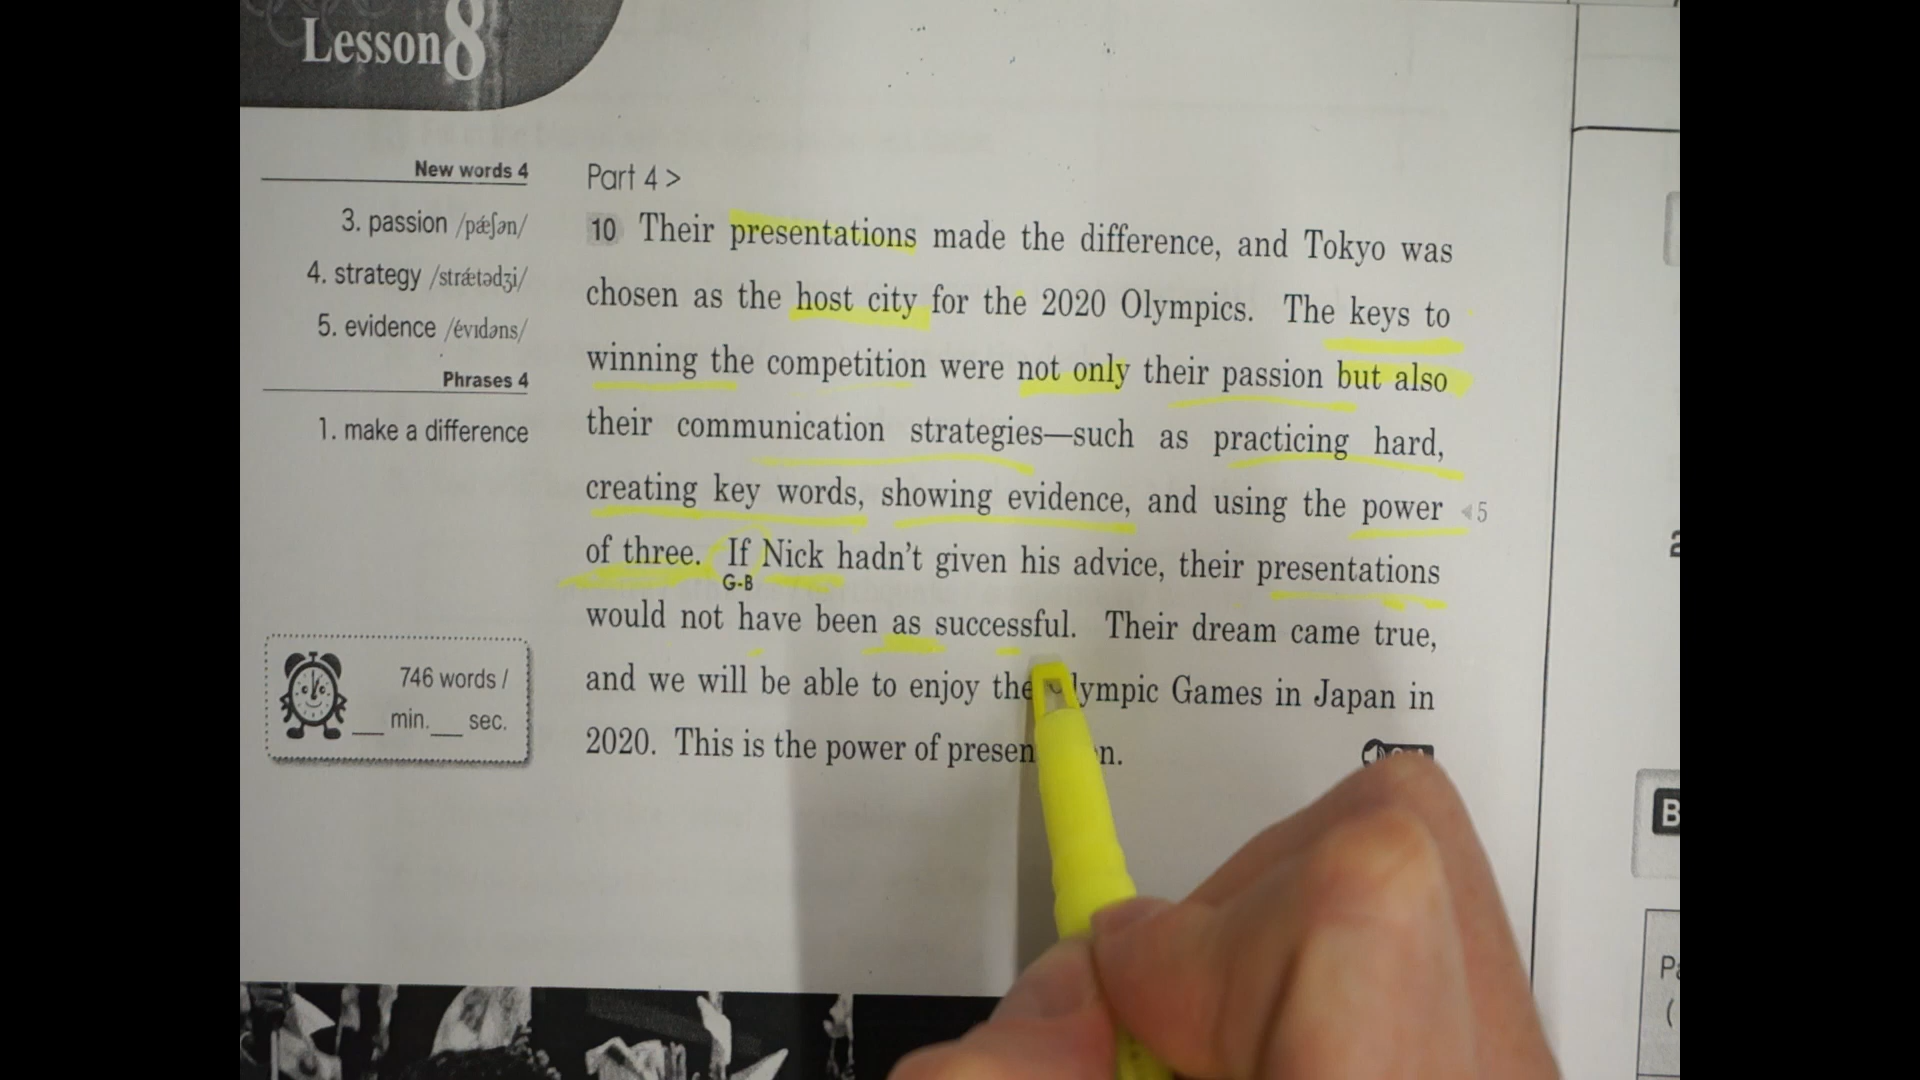 Lesson 8
New words 4
3. passion /pǽʃən/
4. strategy /strǽtədʒi/
5. evidence /évɪdəns/
Phrases 4
1. make a difference
746 words /
__ min. __ sec.
Part 4 >
10 Their presentations made the difference, and Tokyo was
chosen as the host city for the 2020 Olympics. The keys to
winning the competition were not only their passion but also
their communication strategies—such as practicing hard,
creating key words, showing evidence, and using the power
5
of three. If Nick hadn't given his advice, their presentations
G-B
would not have been as successful. Their dream came true,
and we will be able to enjoy the lympic Games in Japan in
2020. This is the power of presen n.
B